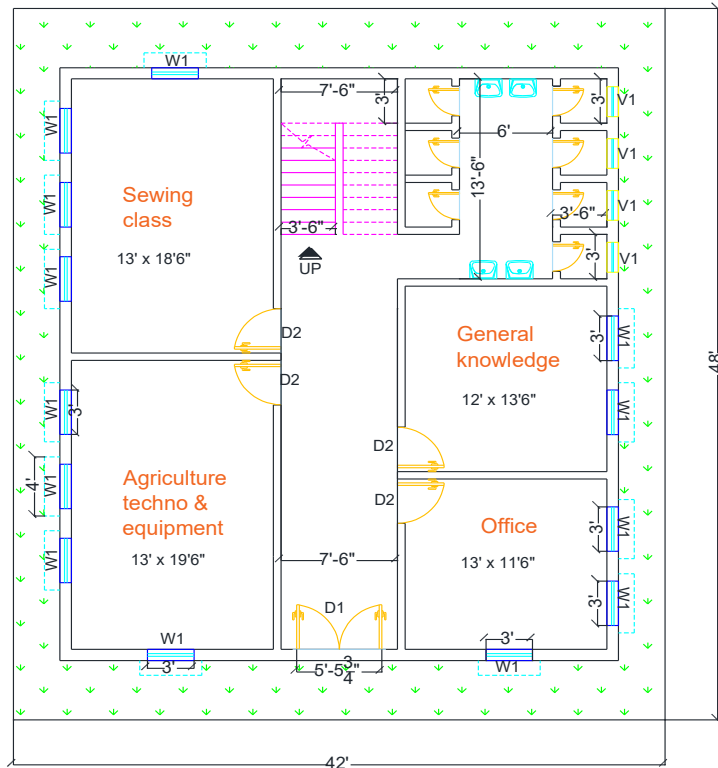 W1
7'-6"
3'
3'
V1
W1
6'
V1
13'-6"
Sewing
class
W1
3'-6"
V1
3'-6"
13' x 18'6"
UP
3'
V1
W1
D2
General
knowledge
3'
W1
D2
12' x 13'6"
W1
3'
W1
D2
48'
Agriculture
techno &
equipment
4'
W1
D2
Office
3'
W1
13' x 19'6"
7'-6"
13' x 11'6"
W1
3'
W1
D1
W1
3'
3'
5'-5 3/4"
W1
42'